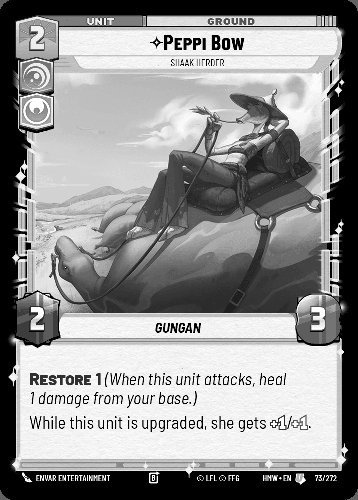 UNIT
GROUND
2
✧Peppi Bow
SHAAK HERDER
2
GUNGAN
3
RESTORE 1 (When this unit attacks, heal
1 damage from your base.)
While this unit is upgraded, she gets +1/+1.
ENVAR ENTERTAINMENT
© LFL © FFG
HMW • EN
73/272